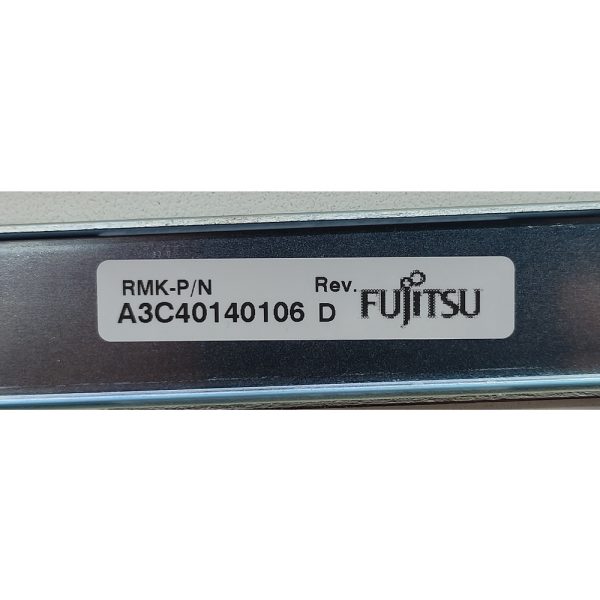 RMK-P/N Rev.
A3C40140106 D FUJITSU